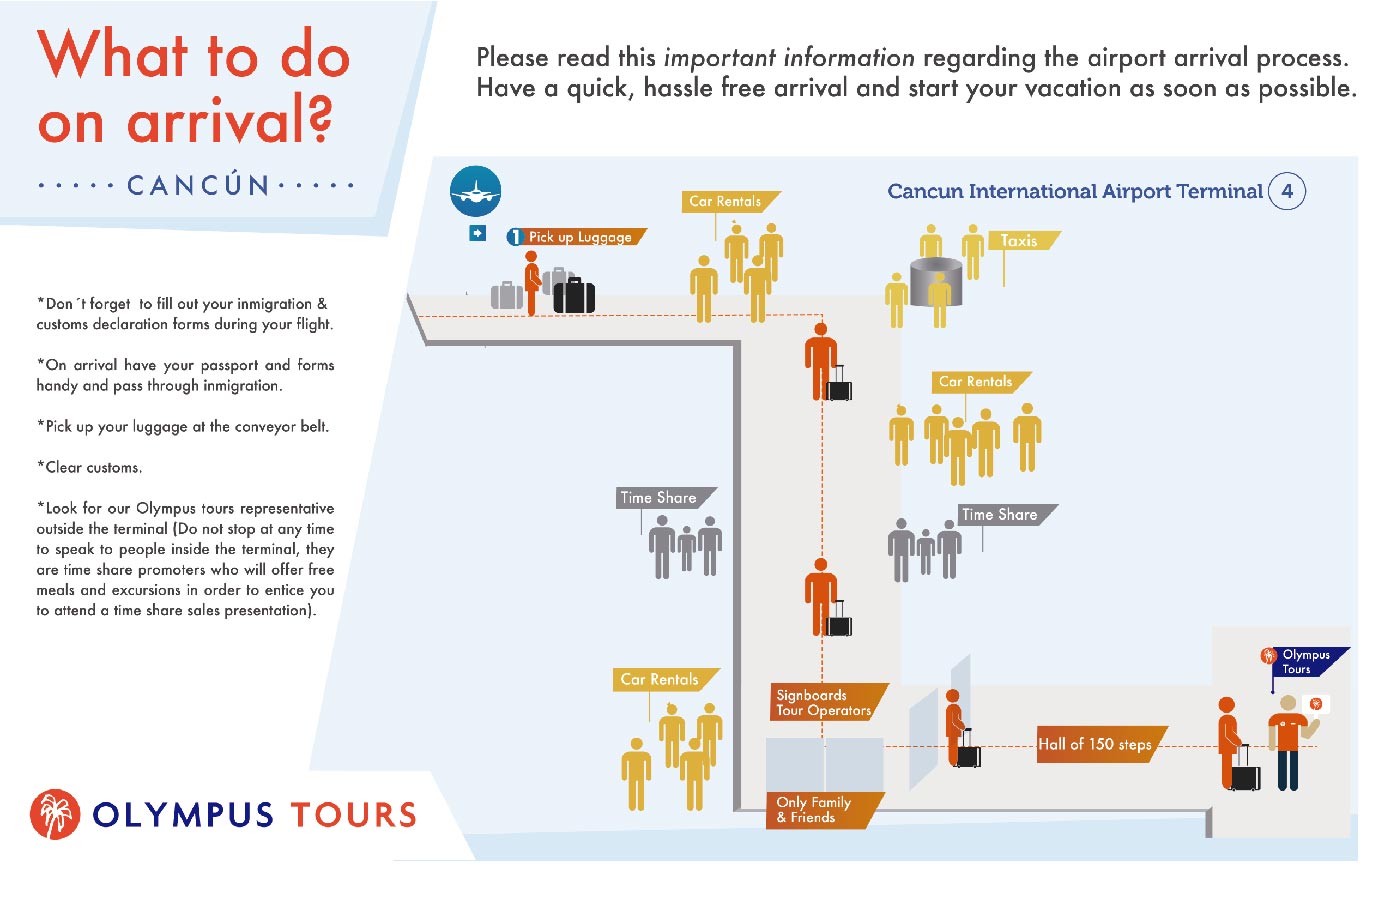 What to do
on arrival?
····· CANCÚN ·····
Please read this important information regarding the airport arrival process.
Have a quick, hassle free arrival and start your vacation as soon as possible.
*Don´t forget to fill out your inmigration &
customs declaration forms during your flight.
*On arrival have your passport and forms
handy and pass through inmigration.
*Pick up your luggage at the conveyor belt.
*Clear customs.
*Look for our Olympus tours representative
outside the terminal (Do not stop at any time
to speak to people inside the terminal, they
are time share promoters who will offer free
meals and excursions in order to entice you
to attend a time share sales presentation).
OLYMPUS TOURS
Cancun International Airport Terminal 4
1 Pick up Luggage
Car Rentals
Taxis
Car Rentals
Time Share
Time Share
Car Rentals
Signboards
Tour Operators
Only Family
& Friends
Hall of 150 steps
Olympus
Tours